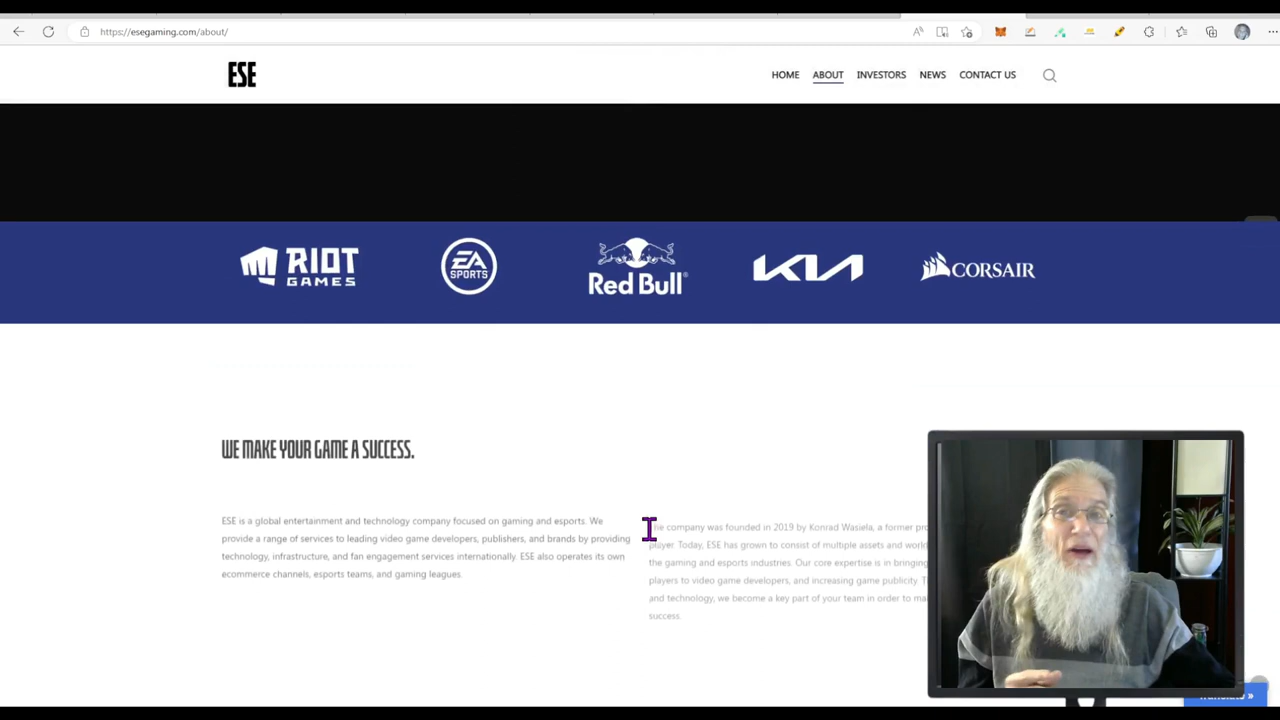 https://esegaming.com/about/
ESE
HOME ABOUT INVESTORS NEWS CONTACT US
RIOT GAMES
EA SPORTS
Red Bull
KIA
CORSAIR
WE MAKE YOUR GAME A SUCCESS.
ESE is a global entertainment and technology company focused on gaming and esports. We
provide a range of services to leading video game developers, publishers, and brands by providing
technology, infrastructure, and fan engagement services internationally. ESE also operates its own
ecommerce channels, esports teams, and gaming leagues.
company was founded in 2019 by Konrad Wasiela, a former
player. Today, ESE has grown to consist of multiple assets and
the gaming and esports industries. Our core expertise is in bringing
players to video game developers, and increasing game publicity.
and technology, we become a key part of your team in order to
success.